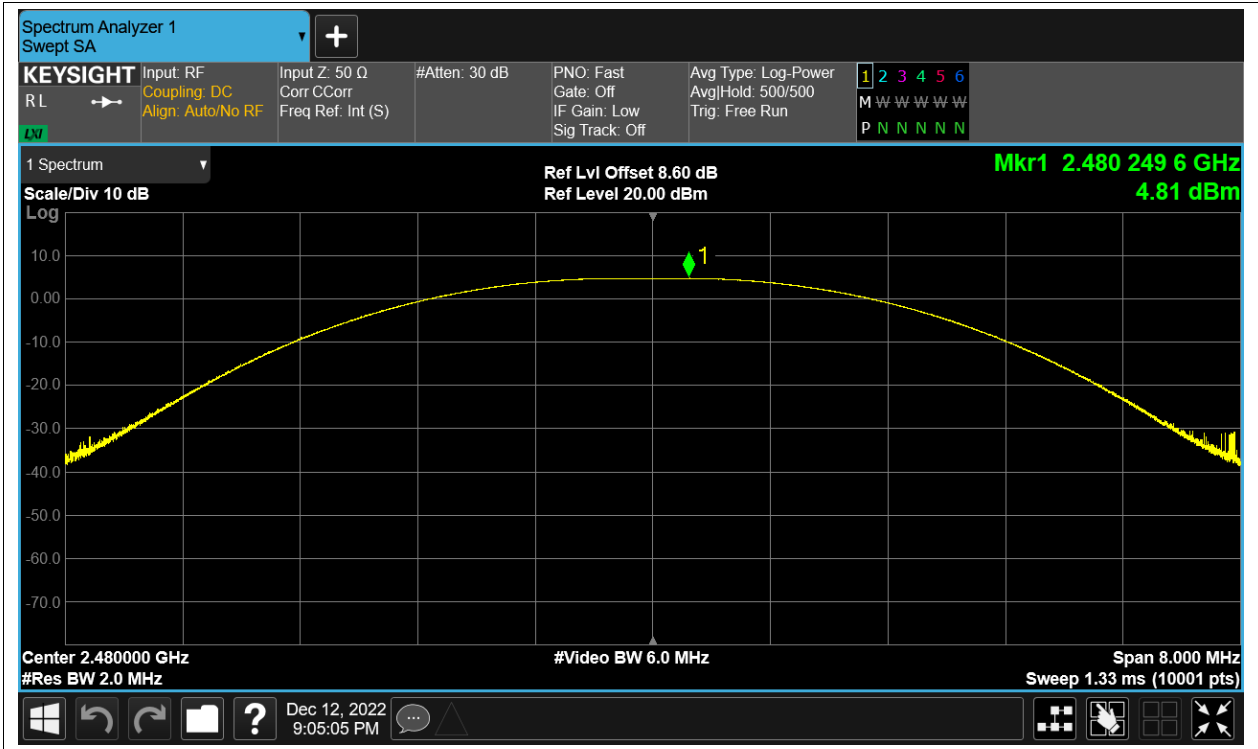 Spectrum Analyzer 1
Swept SA
KEYSIGHT
R L
LXI
Input: RF
Coupling: DC
Align: Auto/No RF
Input Z: 50 Ω
Corr CCorr
Freq Ref: Int (S)
#Atten: 30 dB
PNO: Fast
Gate: Off
IF Gain: Low
Sig Track: Off
Avg Type: Log-Power
Avg|Hold: 500/500
Trig: Free Run
1 2 3 4 5 6
M W W W W W
P N N N N N
1 Spectrum
Scale/Div 10 dB
Log
Ref Lvl Offset 8.60 dB
Ref Level 20.00 dBm
Mkr1 2.480 249 6 GHz
4.81 dBm
1
10.0
0.00
-10.0
-20.0
-30.0
-40.0
-50.0
-60.0
-70.0
Center 2.480000 GHz
#Video BW 6.0 MHz
Span 8.000 MHz
#Res BW 2.0 MHz
Sweep 1.33 ms (10001 pts)
?
Dec 12, 2022
9:05:05 PM